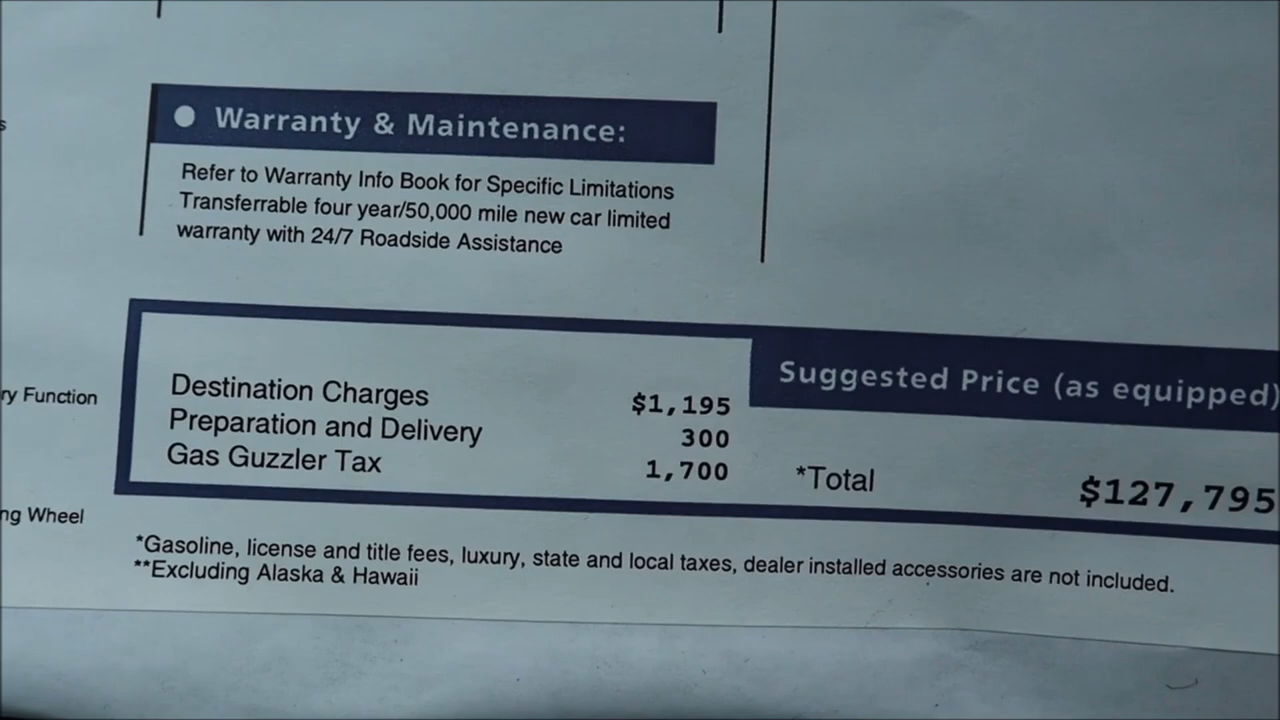 s
Warranty & Maintenance:
Refer to Warranty Info Book for Specific Limitations
Transferrable four year/50,000 mile new car limited
warranty with 24/7 Roadside Assistance
Suggested Price (as equipped)
ry Function
Destination Charges $1,195
Preparation and Delivery 300
Gas Guzzler Tax 1,700
*Total $127,795
ng Wheel
*Gasoline, license and title fees, luxury, state and local taxes, dealer installed accessories are not included.
**Excluding Alaska & Hawaii